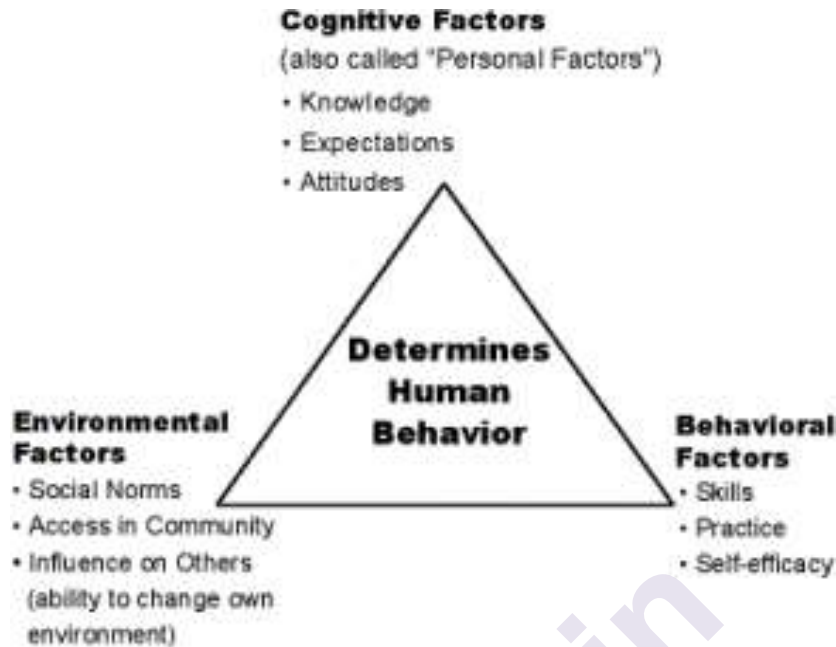 Cognitive Factors
(also called "Personal Factors")
• Knowledge
• Expectations
• Attitudes
Determines
Human
Behavior
Environmental
Factors
• Social Norms
• Access in Community
• Influence on Others
(ability to change own
environment)
Behavioral
Factors
• Skills
• Practice
• Self-efficacy
in